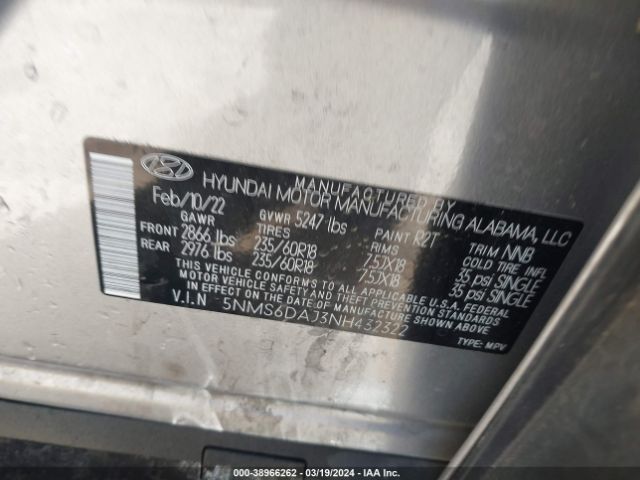 MANUFACTURED BY
HYUNDAI MOTOR MANUFACTURING ALABAMA, LLC
Feb/10/22 GVWR 5247 lbs PAINT R2T TRIM NNB
GAWR TIRES RIMS COLD TIRE INFL
FRONT 2866 lbs 235/60R18 7.5JX18 35 psi SINGLE
REAR 2976 lbs 235/60R18 7.5JX18 35 psi SINGLE
THIS VEHICLE CONFORMS TO ALL APPLICABLE FEDERAL
MOTOR VEHICLE SAFETY AND THEFT PREVENTION STANDARDS
IN EFFECT ON THE DATE OF MANUFACTURE SHOWN ABOVE.
V.I.N 5NMS6DAJ3NH432322
TYPE: MPV
000-38966262 - 03/19/2024 - IAA Inc.